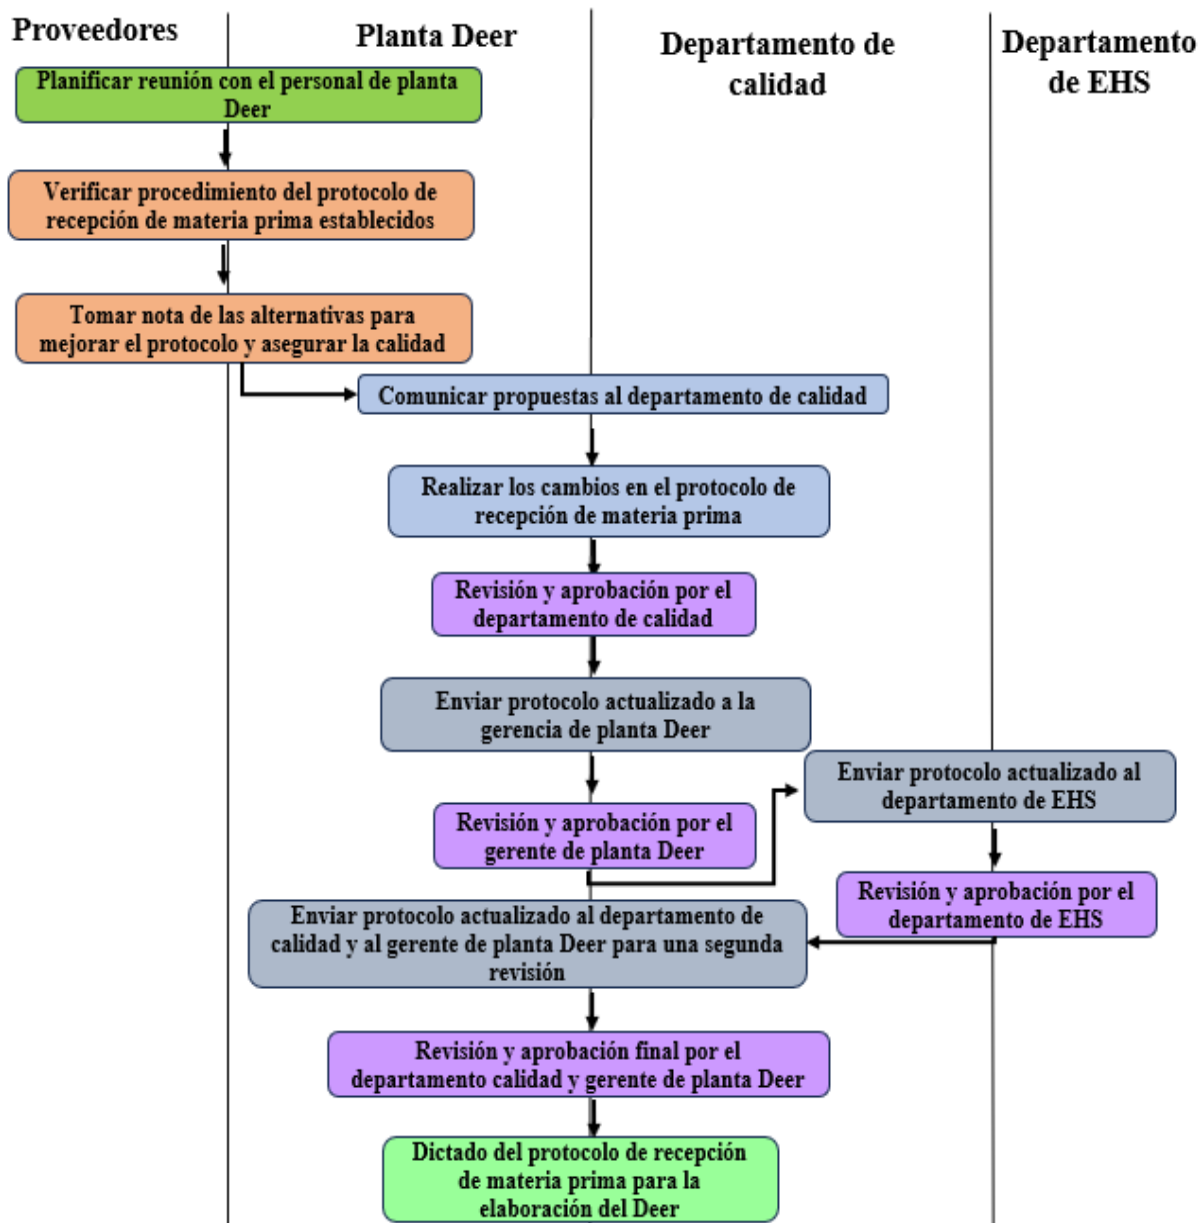 Proveedores
Planta Deer
Departamento de
calidad
Departamento
de EHS
Planificar reunión con el personal de planta
Deer
Verificar procedimiento del protocolo de
recepción de materia prima establecidos
Tomar nota de las alternativas para
mejorar el protocolo y asegurar la calidad
Comunicar propuestas al departamento de calidad
Realizar los cambios en el protocolo de
recepción de materia prima
Revisión y aprobación por el
departamento de calidad
Enviar protocolo actualizado a la
gerencia de planta Deer
Revisión y aprobación por el
gerente de planta Deer
Enviar protocolo actualizado al
departamento de EHS
Revisión y aprobación por el
departamento de EHS
Enviar protocolo actualizado al departamento de
calidad y al gerente de planta Deer para una segunda
revisión
Revisión y aprobación final por el
departamento calidad y gerente de planta Deer
Dictado del protocolo de recepción
de materia prima para la
elaboración del Deer